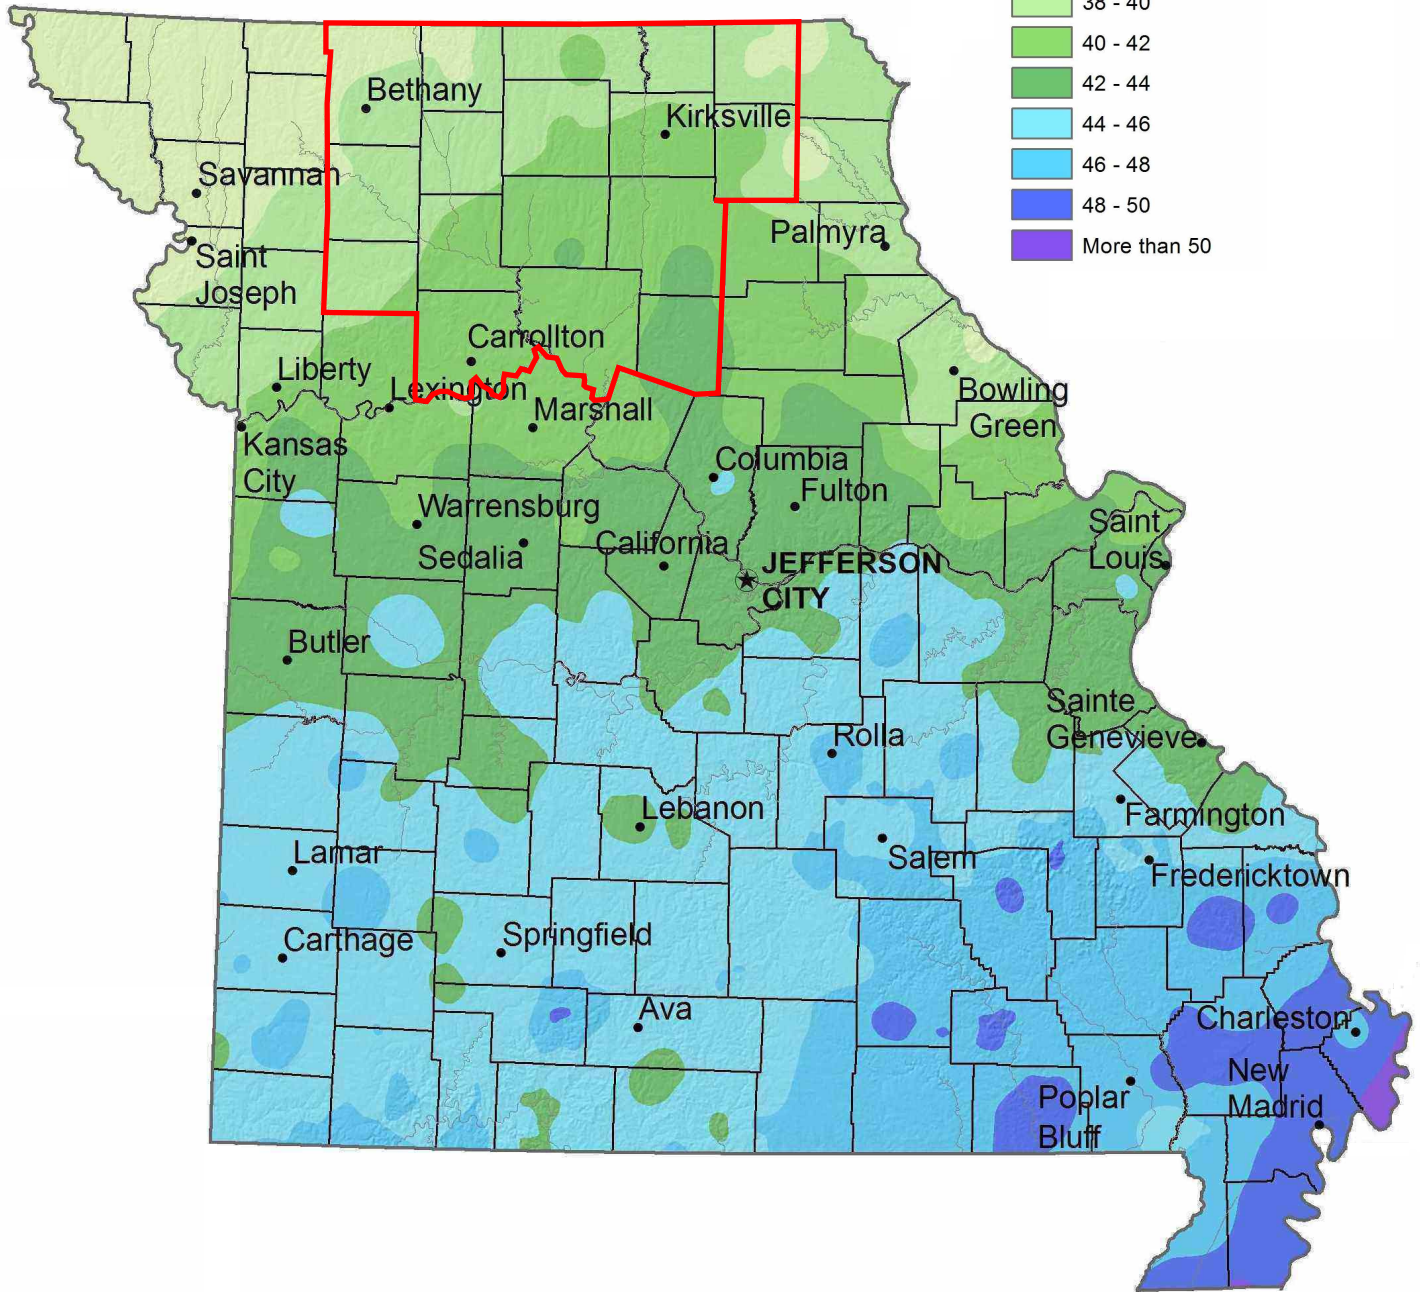 38 - 40
40 - 42
42 - 44
44 - 46
46 - 48
48 - 50
More than 50
Bethany
Kirksville
Savannah
Palmyra
Saint
Joseph
Carrollton
Liberty
Lexington
Bowling
Green
Marshall
Kansas
City
Columbia
Fulton
Warrensburg
Saint
Louis
Sedalia
California
JEFFERSON
CITY
Butler
Sainte
Genevieve
Rolla
Lebanon
Farmington
Lamar
Salem
Fredericktown
Carthage
Springfield
Ava
Charleston
New
Madrid
Poplar
Bluff